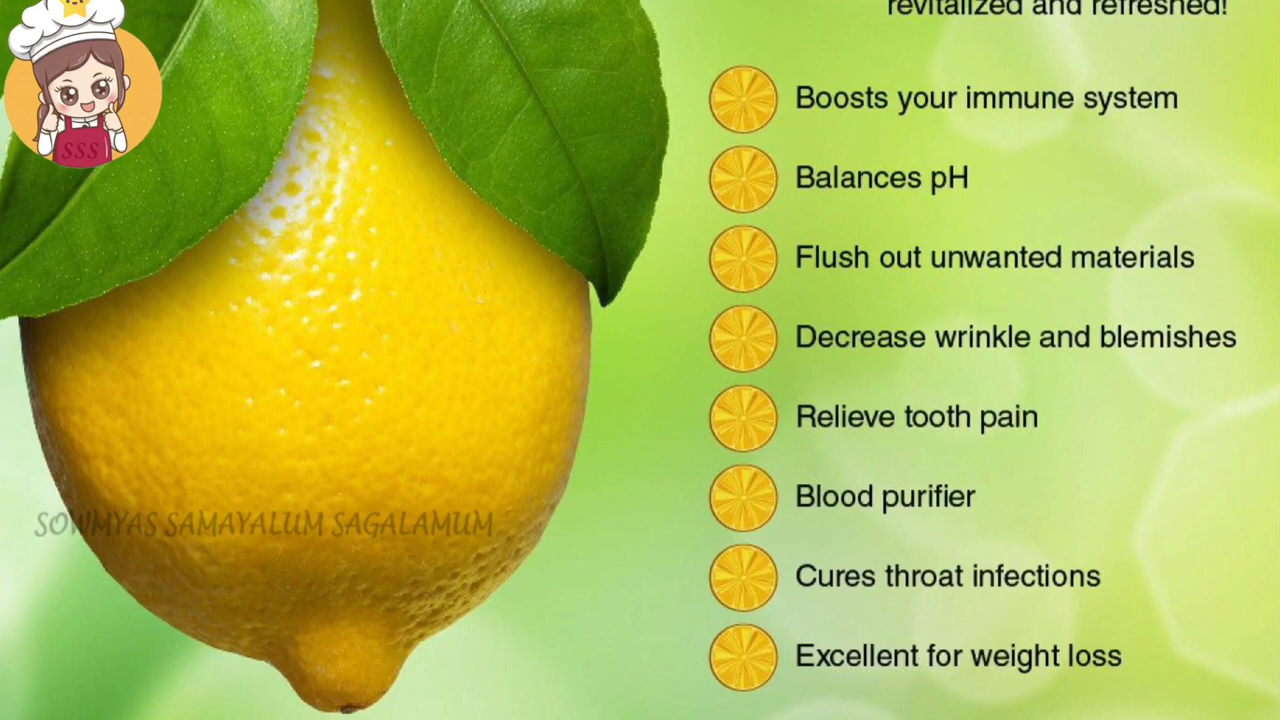 revitalized and refreshed!
Boosts your immune system
Balances pH
Flush out unwanted materials
Decrease wrinkle and blemishes
Relieve tooth pain
Blood purifier
Cures throat infections
Excellent for weight loss
SSS
SOWMYAS SAMAYALUM SAGALAMUM